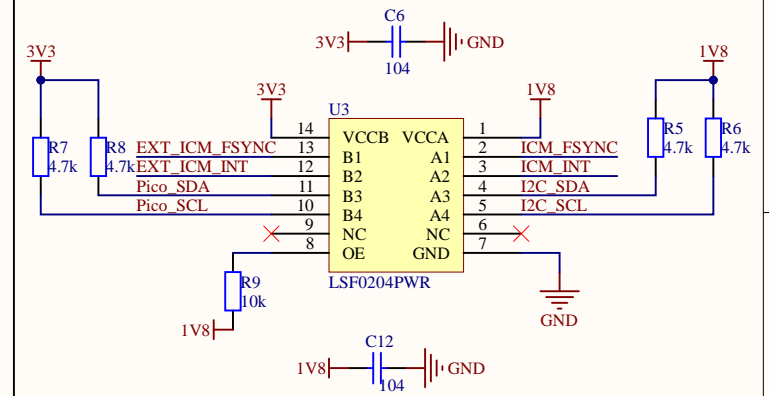 C6
3V3
GND
104
3V3
1V8
3V3
1V8
U3
R7
4.7k
R8
4.7k
R5
4.7k
R6
4.7k
14 VCCB VCCA 1
EXT_ICM_FSYNC 13 B1 A1 2 ICM_FSYNC
EXT_ICM_INT 12 B2 A2 3 ICM_INT
Pico_SDA 11 B3 A3 4 I2C_SDA
Pico_SCL 10 B4 A4 5 I2C_SCL
9 NC NC 6
8 OE GND 7
R9
10k
LSF0204PWR
1V8
GND
C12
1V8
GND
104